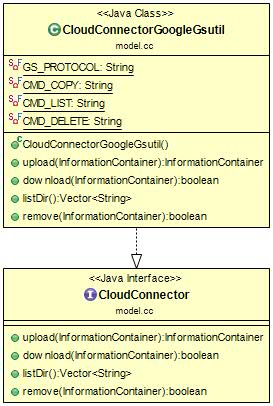 <<Java Class>>
CloudConnectorGoogleGsutil
model.cc
GS_PROTOCOL: String
CMD_COPY: String
CMD_LIST: String
CMD_DELETE: String
CloudConnectorGoogleGsutil()
upload(InformationContainer):InformationContainer
download(InformationContainer):boolean
listDir():Vector<String>
remove(InformationContainer):boolean
<<Java Interface>>
CloudConnector
model.cc
upload(InformationContainer):InformationContainer
download(InformationContainer):boolean
listDir():Vector<String>
remove(InformationContainer):boolean